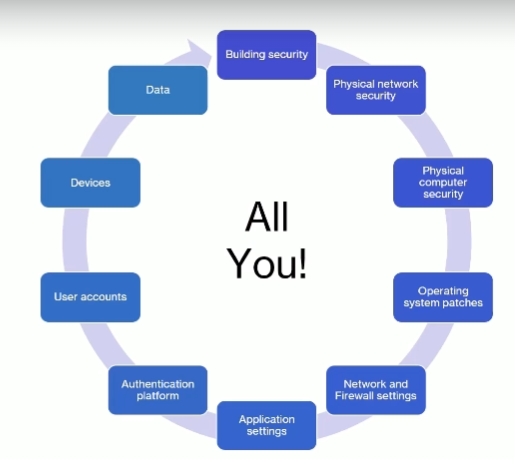 Building security
Physical network
security
Physical
computer
security
Operating
system patches
Network and
Firewall settings
Application
settings
Authentication
platform
User accounts
Devices
Data
All
You!